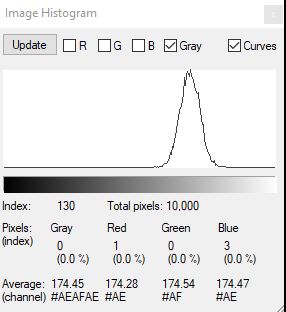 Image Histogram
Update R G B Gray Curves
Index: 130 Total pixels: 10,000
Pixels: Gray Red Green Blue
(index) 0 1 0 3
(0.0 %) (0.0 %) (0.0 %) (0.0 %)
Average: 174.45 174.28 174.54 174.47
(channel) #AEAFAE #AE #AF #AE